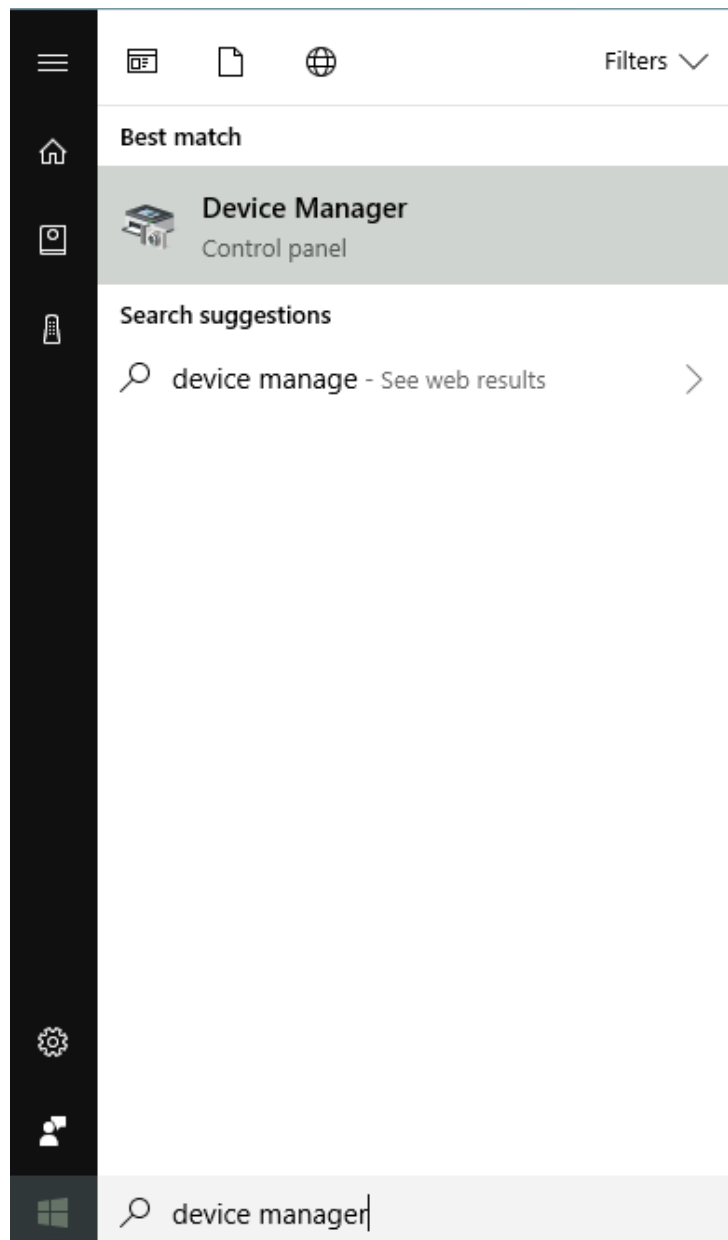 Filters
Best match
Device Manager
Control panel
Search suggestions
device manage - See web results
device manager